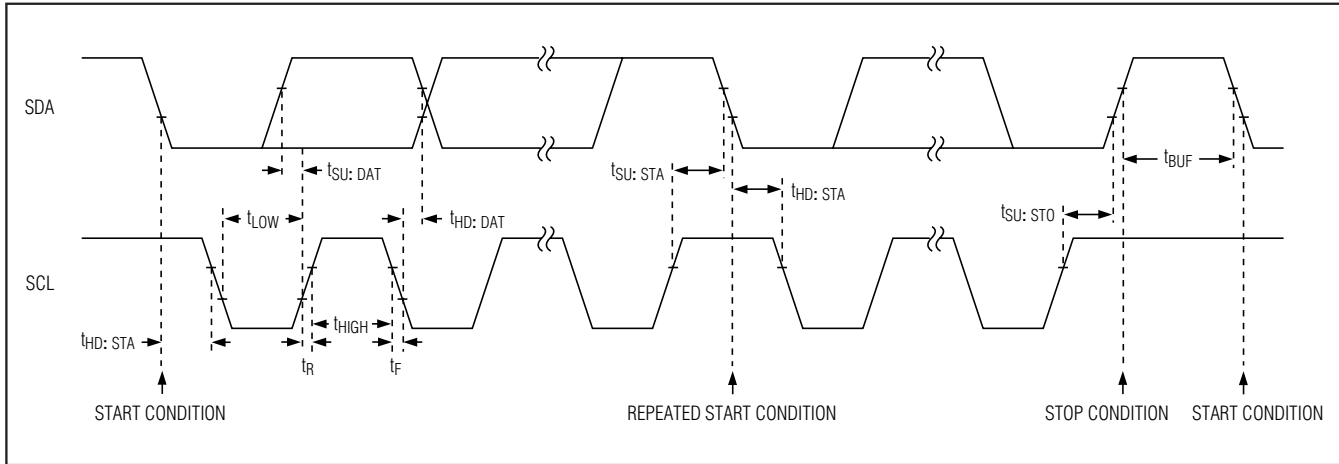 SDA
tSU: DAT
tSU: STA
tBUF
tHD: STA
tLOW
tHD: DAT
tSU: STO
SCL
tHIGH
tHD: STA
tR
tF
START CONDITION
REPEATED START CONDITION
STOP CONDITION
START CONDITION